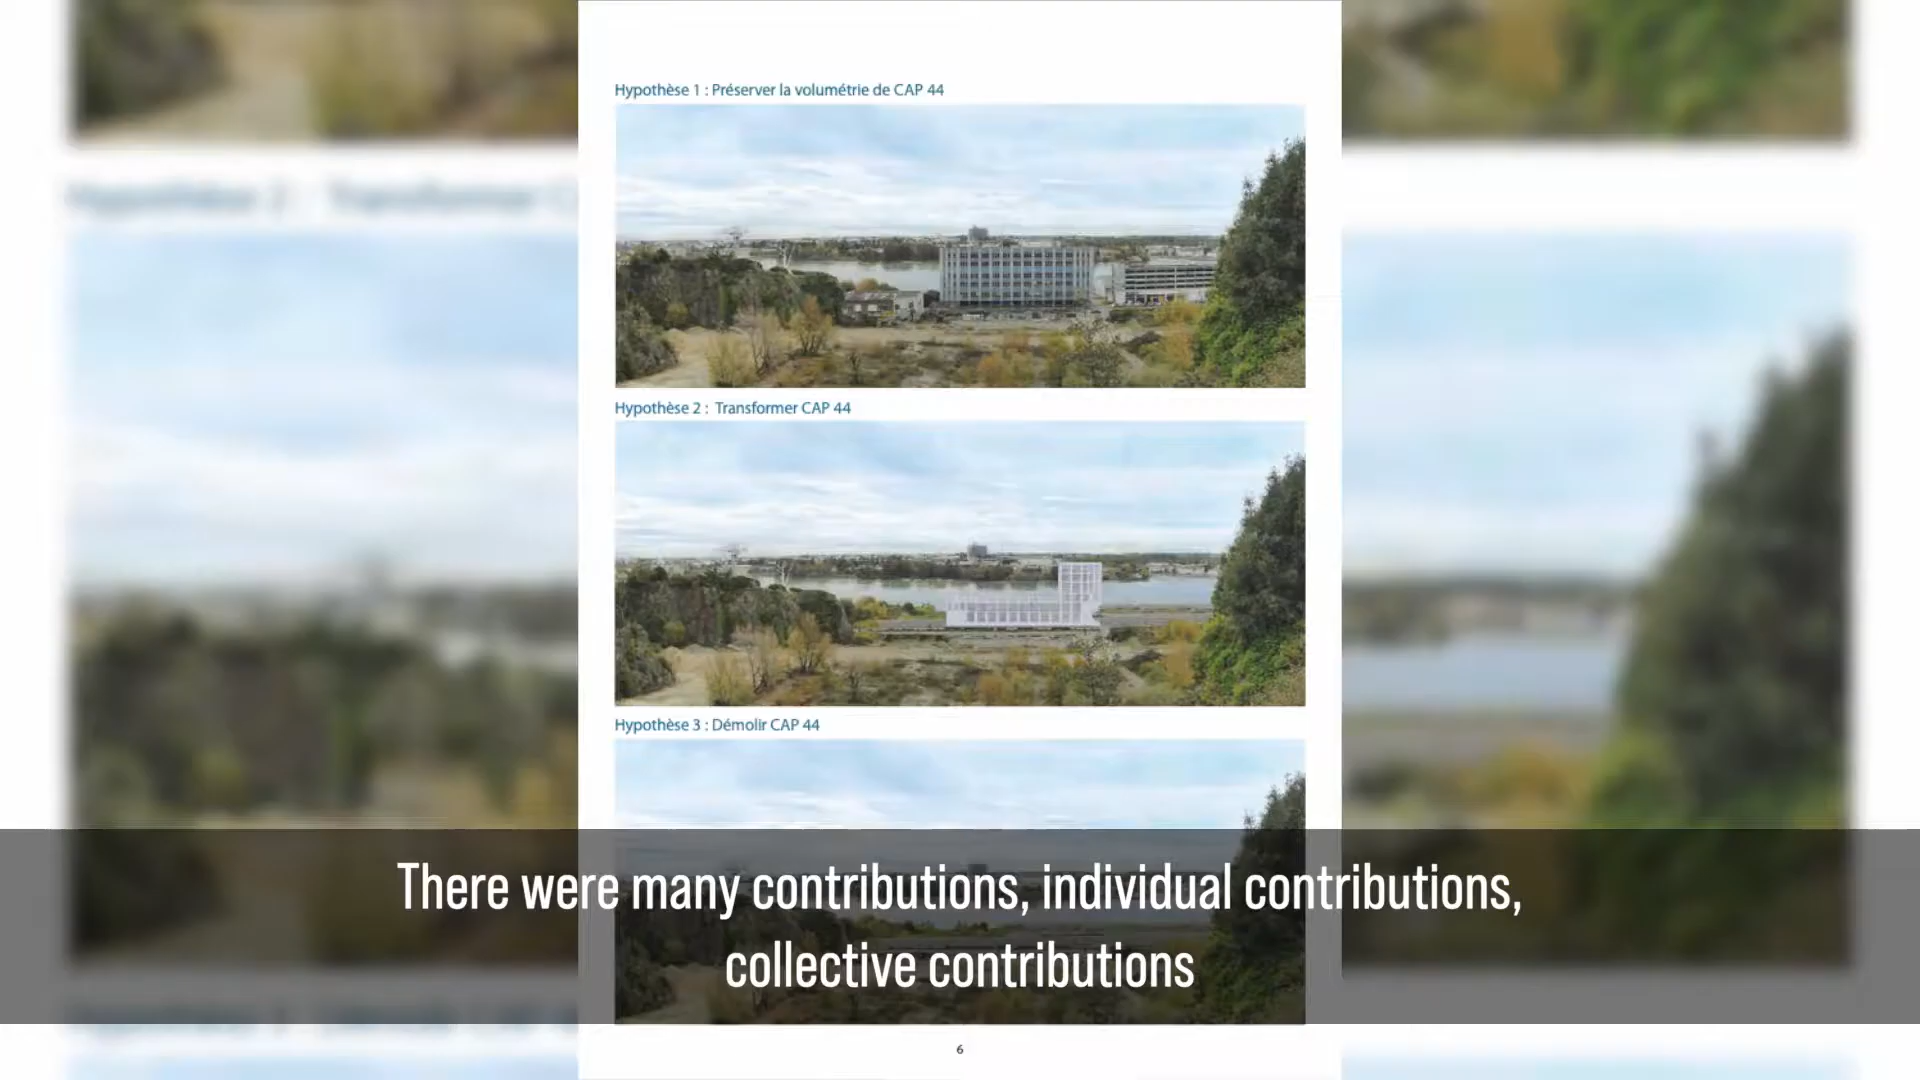 Hypothèse 1 : Préserver la volumétrie de CAP 44
Hypothèse 2 : Transformer CAP 44
Hypothèse 3 : Démolir CAP 44
There were many contributions, individual contributions,
collective contributions
6